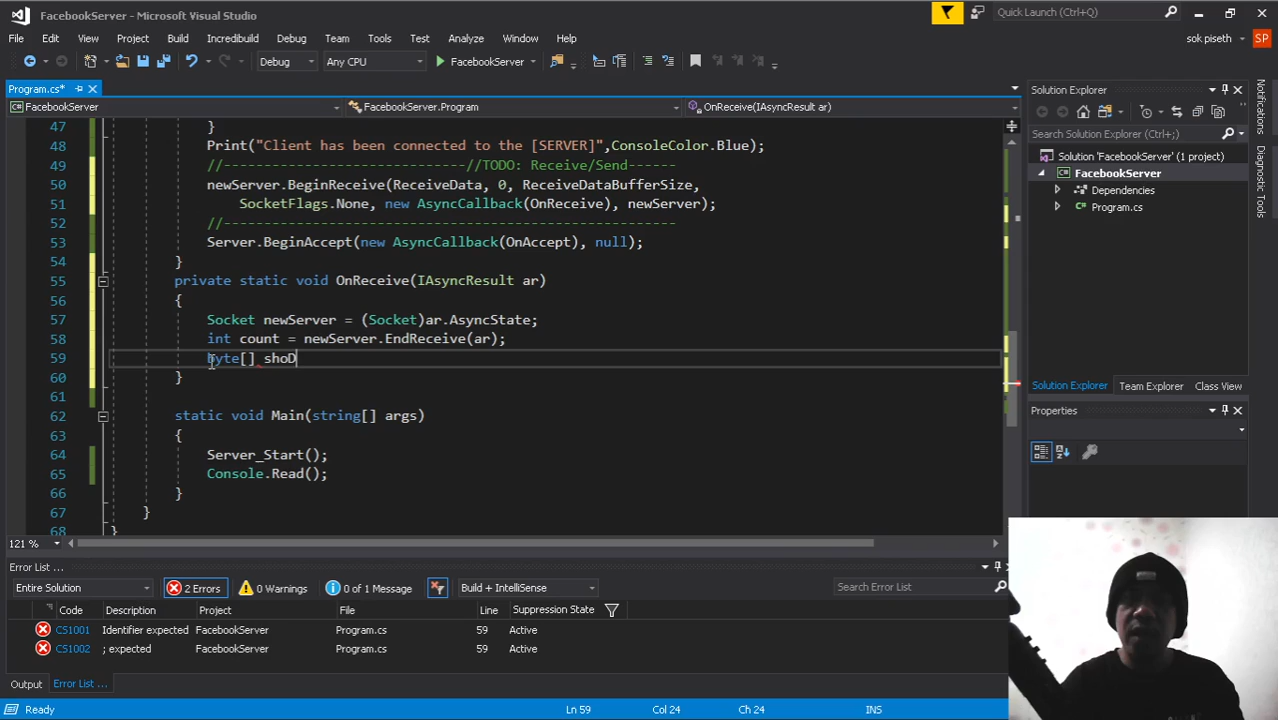 FacebookServer - Microsoft Visual Studio
Quick Launch (Ctrl+Q)
File Edit View Project Build Incredibuild Debug Team Tools Test Analyze Window Help
sok piseth SP
Debug Any CPU FacebookServer
Program.cs*
FacebookServer FacebookServer.Program OnReceive(IAsyncResult ar)
47 }
48 Print("Client has been connected to the [SERVER]",ConsoleColor.Blue);
49 //------------------------------//TODO: Receive/Send------
50 newServer.BeginReceive(ReceiveData, 0, ReceiveDataBufferSize,
51 SocketFlags.None, new AsyncCallback(OnReceive), newServer);
52 //--------------------------------------------------------
53 Server.BeginAccept(new AsyncCallback(OnAccept), null);
54 }
55 private static void OnReceive(IAsyncResult ar)
56 {
57 Socket newServer = (Socket)ar.AsyncState;
58 int count = newServer.EndReceive(ar);
59 byte[] shoD
60 }
61
62 static void Main(string[] args)
63 {
64 Server_Start();
65 Console.Read();
66 }
67 }
68 }
121 %
Solution Explorer
Search Solution Explorer (Ctrl+;)
Solution 'FacebookServer' (1 project)
FacebookServer
Dependencies
Program.cs
Solution Explorer Team Explorer Class View
Properties
Notifications
Diagnostic Tools
Error List
Entire Solution 2 Errors 0 Warnings 0 of 1 Message Build + IntelliSense Search Error List
Code Description Project File Line Suppression State
CS1001 Identifier expected FacebookServer Program.cs 59 Active
CS1002 ; expected FacebookServer Program.cs 59 Active
Output Error List ...
Ready Ln 59 Col 24 Ch 24 INS